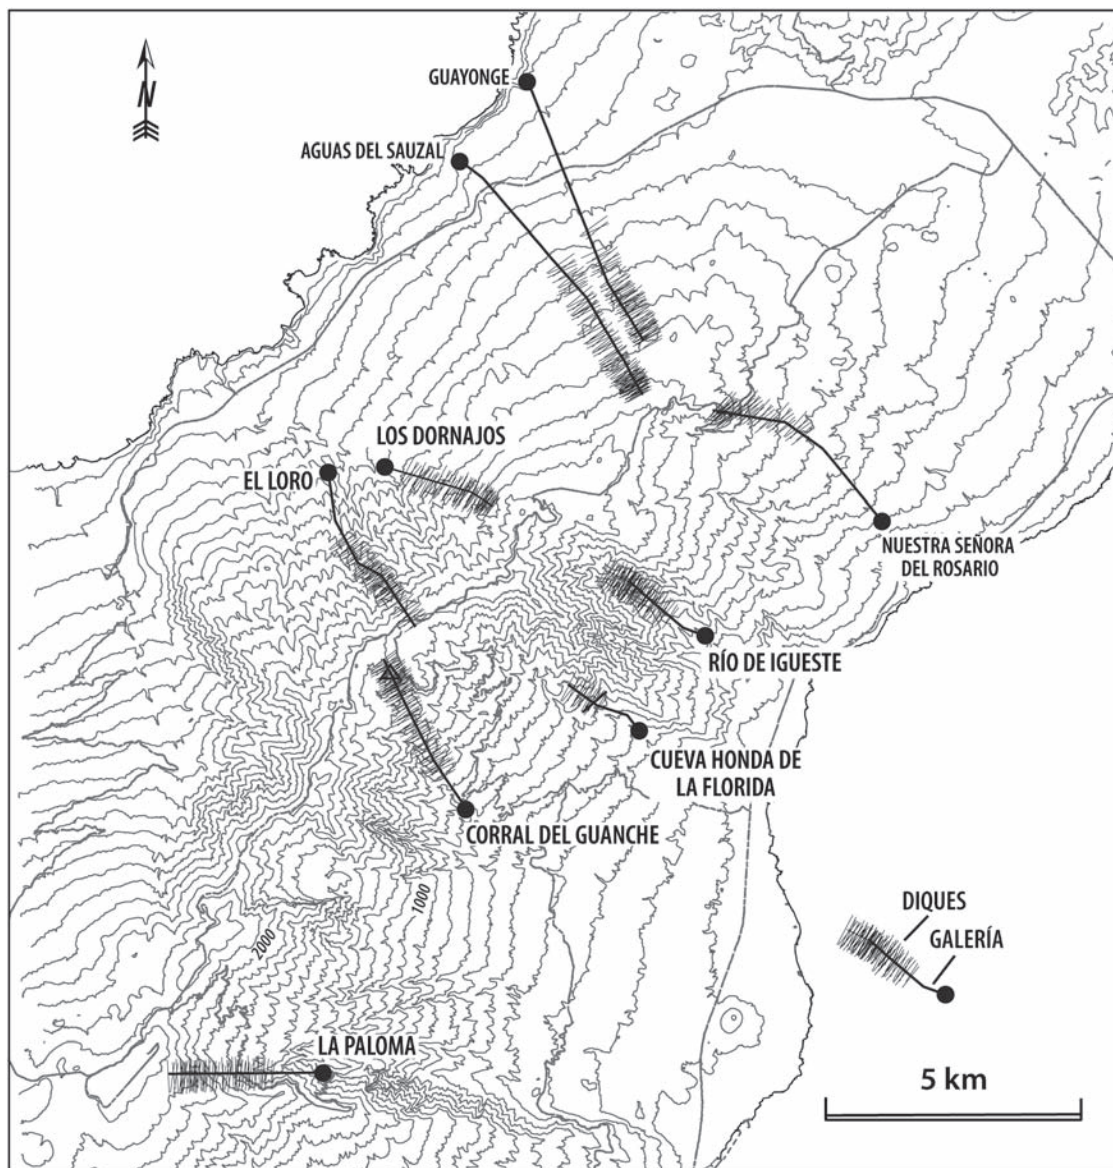 N
GUAYONGE
AGUAS DEL SAUZAL
LOS DORNAJOS
EL LORO
NUESTRA SEÑORA
DEL ROSARIO
RÍO DE IGUESTE
CUEVA HONDA DE
LA FLORIDA
CORRAL DEL GUANCHE
1000
2000
DIQUES
GALERÍA
LA PALOMA
5 km